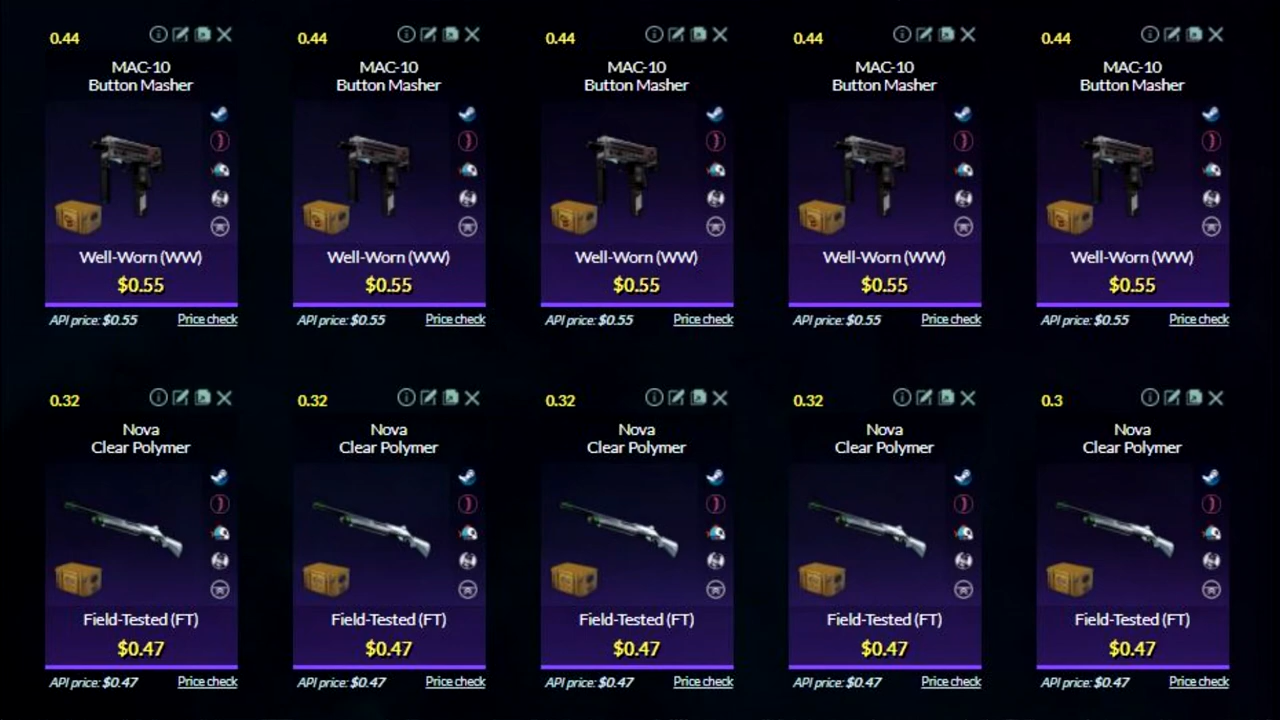 0.44 0.44 0.44 0.44 0.44
MAC-10 MAC-10 MAC-10 MAC-10 MAC-10
Button Masher Button Masher Button Masher Button Masher Button Masher
Well-Worn (WW) Well-Worn (WW) Well-Worn (WW) Well-Worn (WW) Well-Worn (WW)
$0.55 $0.55 $0.55 $0.55 $0.55
API price: $0.55 Price check API price: $0.55 Price check API price: $0.55 Price check API price: $0.55 Price check API price: $0.55 Price check
0.32 0.32 0.32 0.32 0.3
Nova Nova Nova Nova Nova
Clear Polymer Clear Polymer Clear Polymer Clear Polymer Clear Polymer
Field-Tested (FT) Field-Tested (FT) Field-Tested (FT) Field-Tested (FT) Field-Tested (FT)
$0.47 $0.47 $0.47 $0.47 $0.47
API price: $0.47 Price check API price: $0.47 Price check API price: $0.47 Price check API price: $0.47 Price check API price: $0.47 Price check